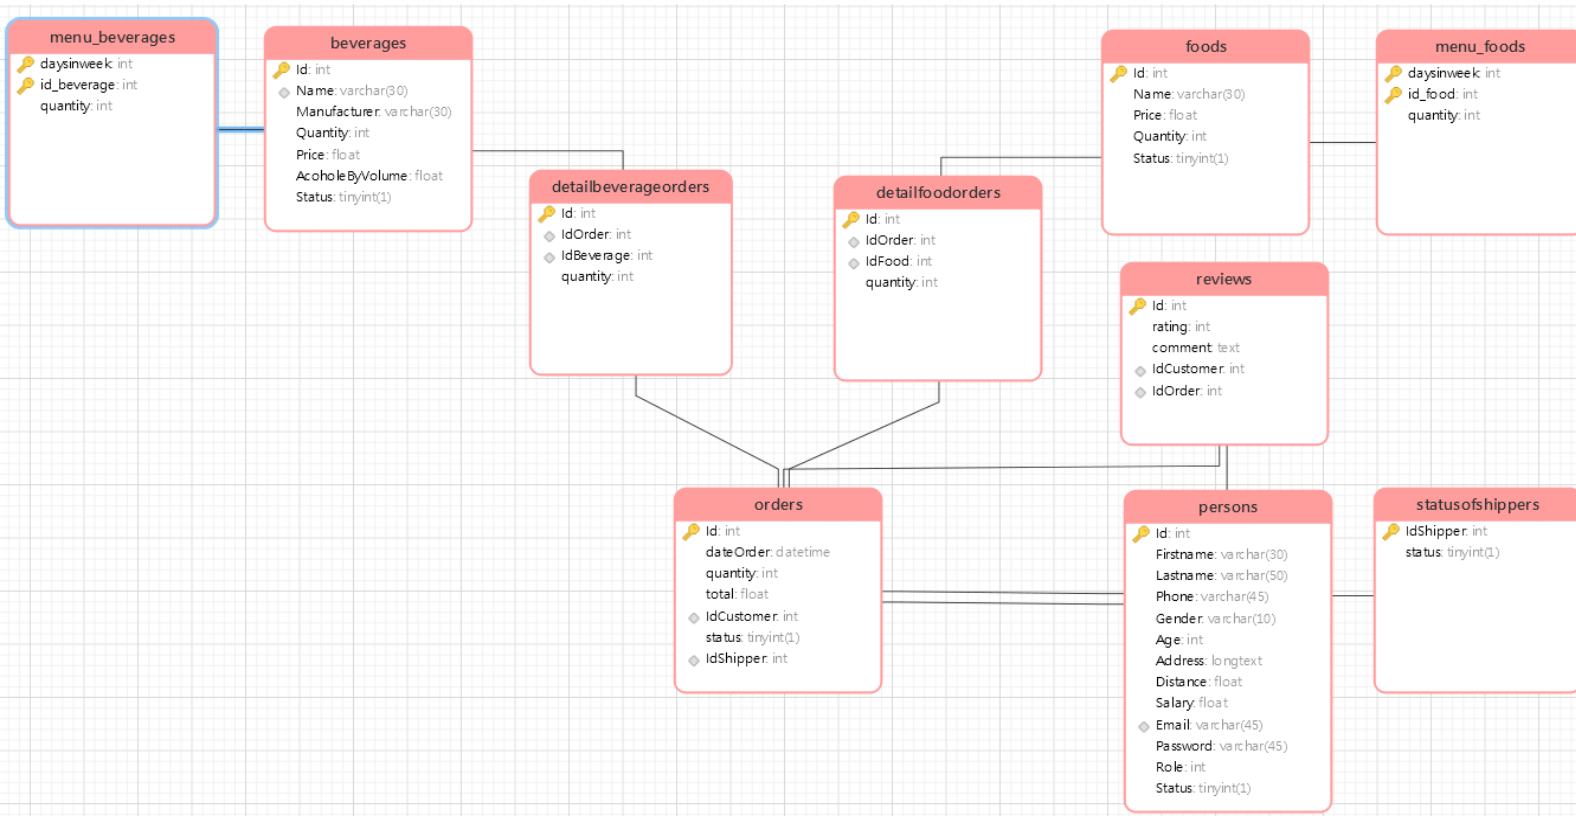 menu_beverages
daysinweek: int
id_beverage: int
quantity: int
beverages
Id: int
Name: varchar(30)
Manufacturer: varchar(30)
Quantity: int
Price: float
AcoholeByVolume: float
Status: tinyint(1)
detailbeverageorders
Id: int
IdOrder: int
IdBeverage: int
quantity: int
detailfoodorders
Id: int
IdOrder: int
IdFood: int
quantity: int
foods
Id: int
Name: varchar(30)
Price: float
Quantity: int
Status: tinyint(1)
menu_foods
daysinweek: int
id_food: int
quantity: int
reviews
Id: int
rating: int
comment: text
IdCustomer: int
IdOrder: int
orders
Id: int
dateOrder: datetime
quantity: int
total: float
IdCustomer: int
status: tinyint(1)
IdShipper: int
persons
Id: int
Firstname: varchar(30)
Lastname: varchar(50)
Phone: varchar(45)
Gender: varchar(10)
Age: int
Address: longtext
Distance: float
Salary: float
Email: varchar(45)
Password: varchar(45)
Role: int
Status: tinyint(1)
statusofshippers
IdShipper: int
status: tinyint(1)